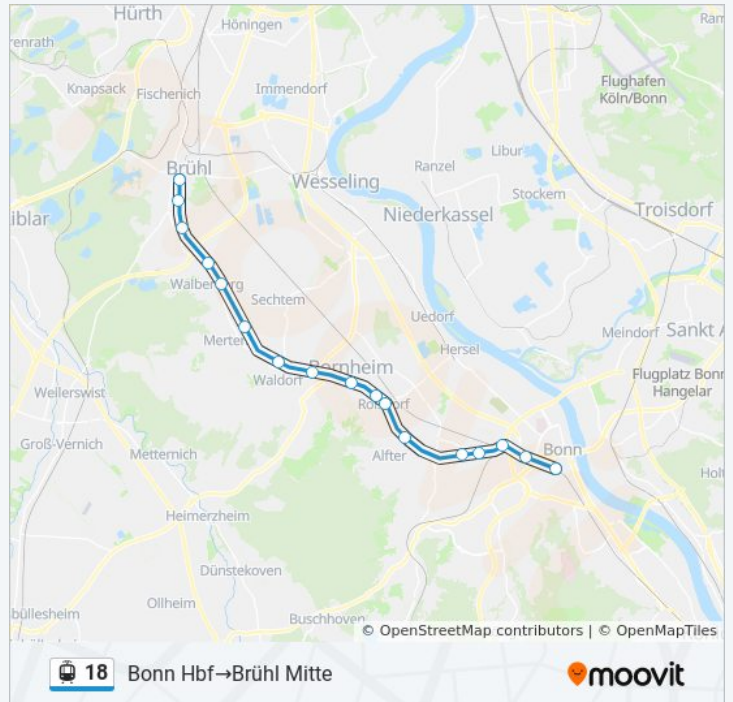 Hürth
Höningen
Ram
erenrath
Knapsack
Fischenich
Immendorf
Flughafen
Köln/Bonn
Brühl
Wesseling
Ranzel
Libur
Stockem
Niederkassel
Troisdorf
iblar
Walberberg
Sechtem
Uedorf
Meindorf
Sankt A
Merten
Hersel
Bornheim
Waldorf
Flugplatz Bonn
Hangelar
Weilerswist
Roisdorf
Groß-Vernich
Metternich
Alfter
Bonn
Holt
Heimerzheim
Dünstekoven
Ollheim
büllesheim
Buschhoven
© OpenStreetMap contributors | © OpenMapTiles
18 Bonn Hbf→Brühl Mitte
moovit